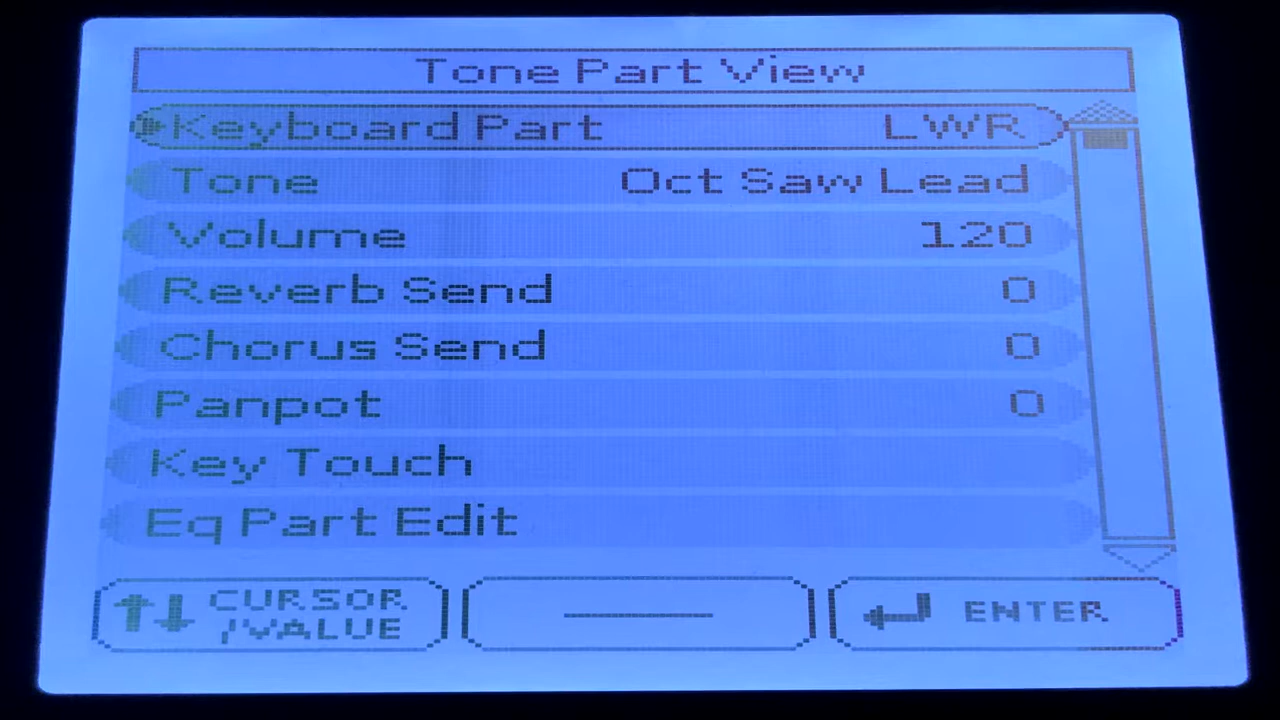 Tone Part View
Keyboard Part LWR
Tone Oct Saw Lead
Volume 120
Reverb Send 0
Chorus Send 0
Panpot 0
Key Touch
Eq Part Edit
CURSOR
/VALUE
ENTER